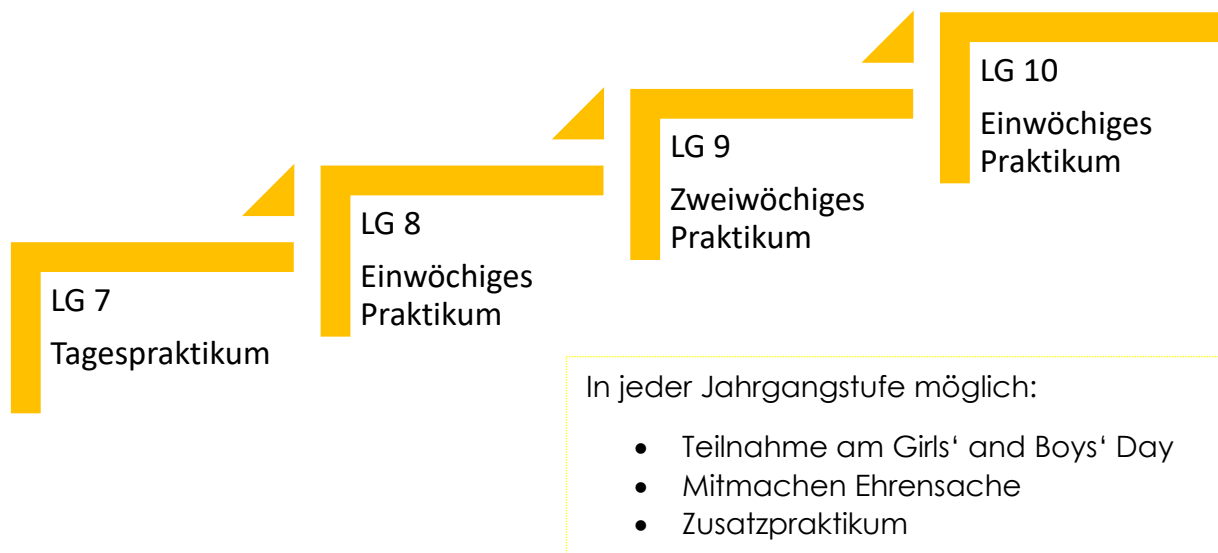 LG 7
Tagespraktikum
LG 8
Einwöchiges
Praktikum
LG 9
Zweiwöchiges
Praktikum
LG 10
Einwöchiges
Praktikum
In jeder Jahrgangstufe möglich:
• Teilnahme am Girls‘ and Boys‘ Day
• Mitmachen Ehrensache
• Zusatzpraktikum